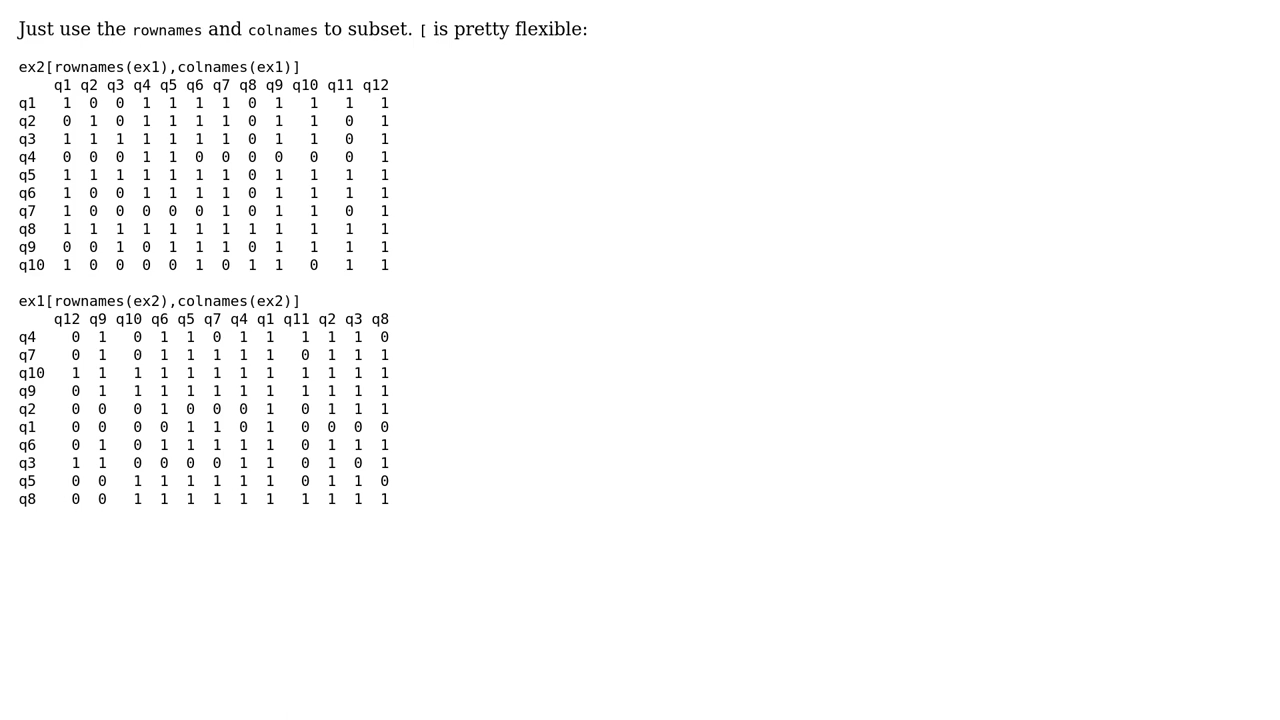 Just use the rownames and colnames to subset. [ is pretty flexible:
ex2[rownames(ex1),colnames(ex1)]
    q1 q2 q3 q4 q5 q6 q7 q8 q9 q10 q11 q12
q1   1  0  0  1  1  1  1  0  1   1   1   1
q2   0  1  0  1  1  1  1  0  1   1   0   1
q3   1  1  1  1  1  1  1  0  1   1   0   1
q4   0  0  0  1  1  0  0  0  0   0   0   1
q5   1  1  1  1  1  1  1  0  1   1   1   1
q6   1  0  0  1  1  1  1  0  1   1   1   1
q7   1  0  0  0  0  0  1  0  1   1   0   1
q8   1  1  1  1  1  1  1  1  1   1   1   1
q9   0  0  1  0  1  1  1  0  1   1   1   1
q10  1  0  0  0  0  1  0  1  1   0   1   1
ex1[rownames(ex2),colnames(ex2)]
    q12 q9 q10 q6 q5 q7 q4 q1 q11 q2 q3 q8
q4    0  1   0  1  1  0  1  1   1  1  1  0
q7    0  1   0  1  1  1  1  1   0  1  1  1
q10   1  1   1  1  1  1  1  1   1  1  1  1
q9    0  1   1  1  1  1  1  1   1  1  1  1
q2    0  0   0  1  0  0  0  1   0  1  1  1
q1    0  0   0  0  1  1  0  1   0  0  0  0
q6    0  1   0  1  1  1  1  1   0  1  1  1
q3    1  1   0  0  0  0  1  1   0  1  0  1
q5    0  0   1  1  1  1  1  1   0  1  1  0
q8    0  0   1  1  1  1  1  1   1  1  1  1